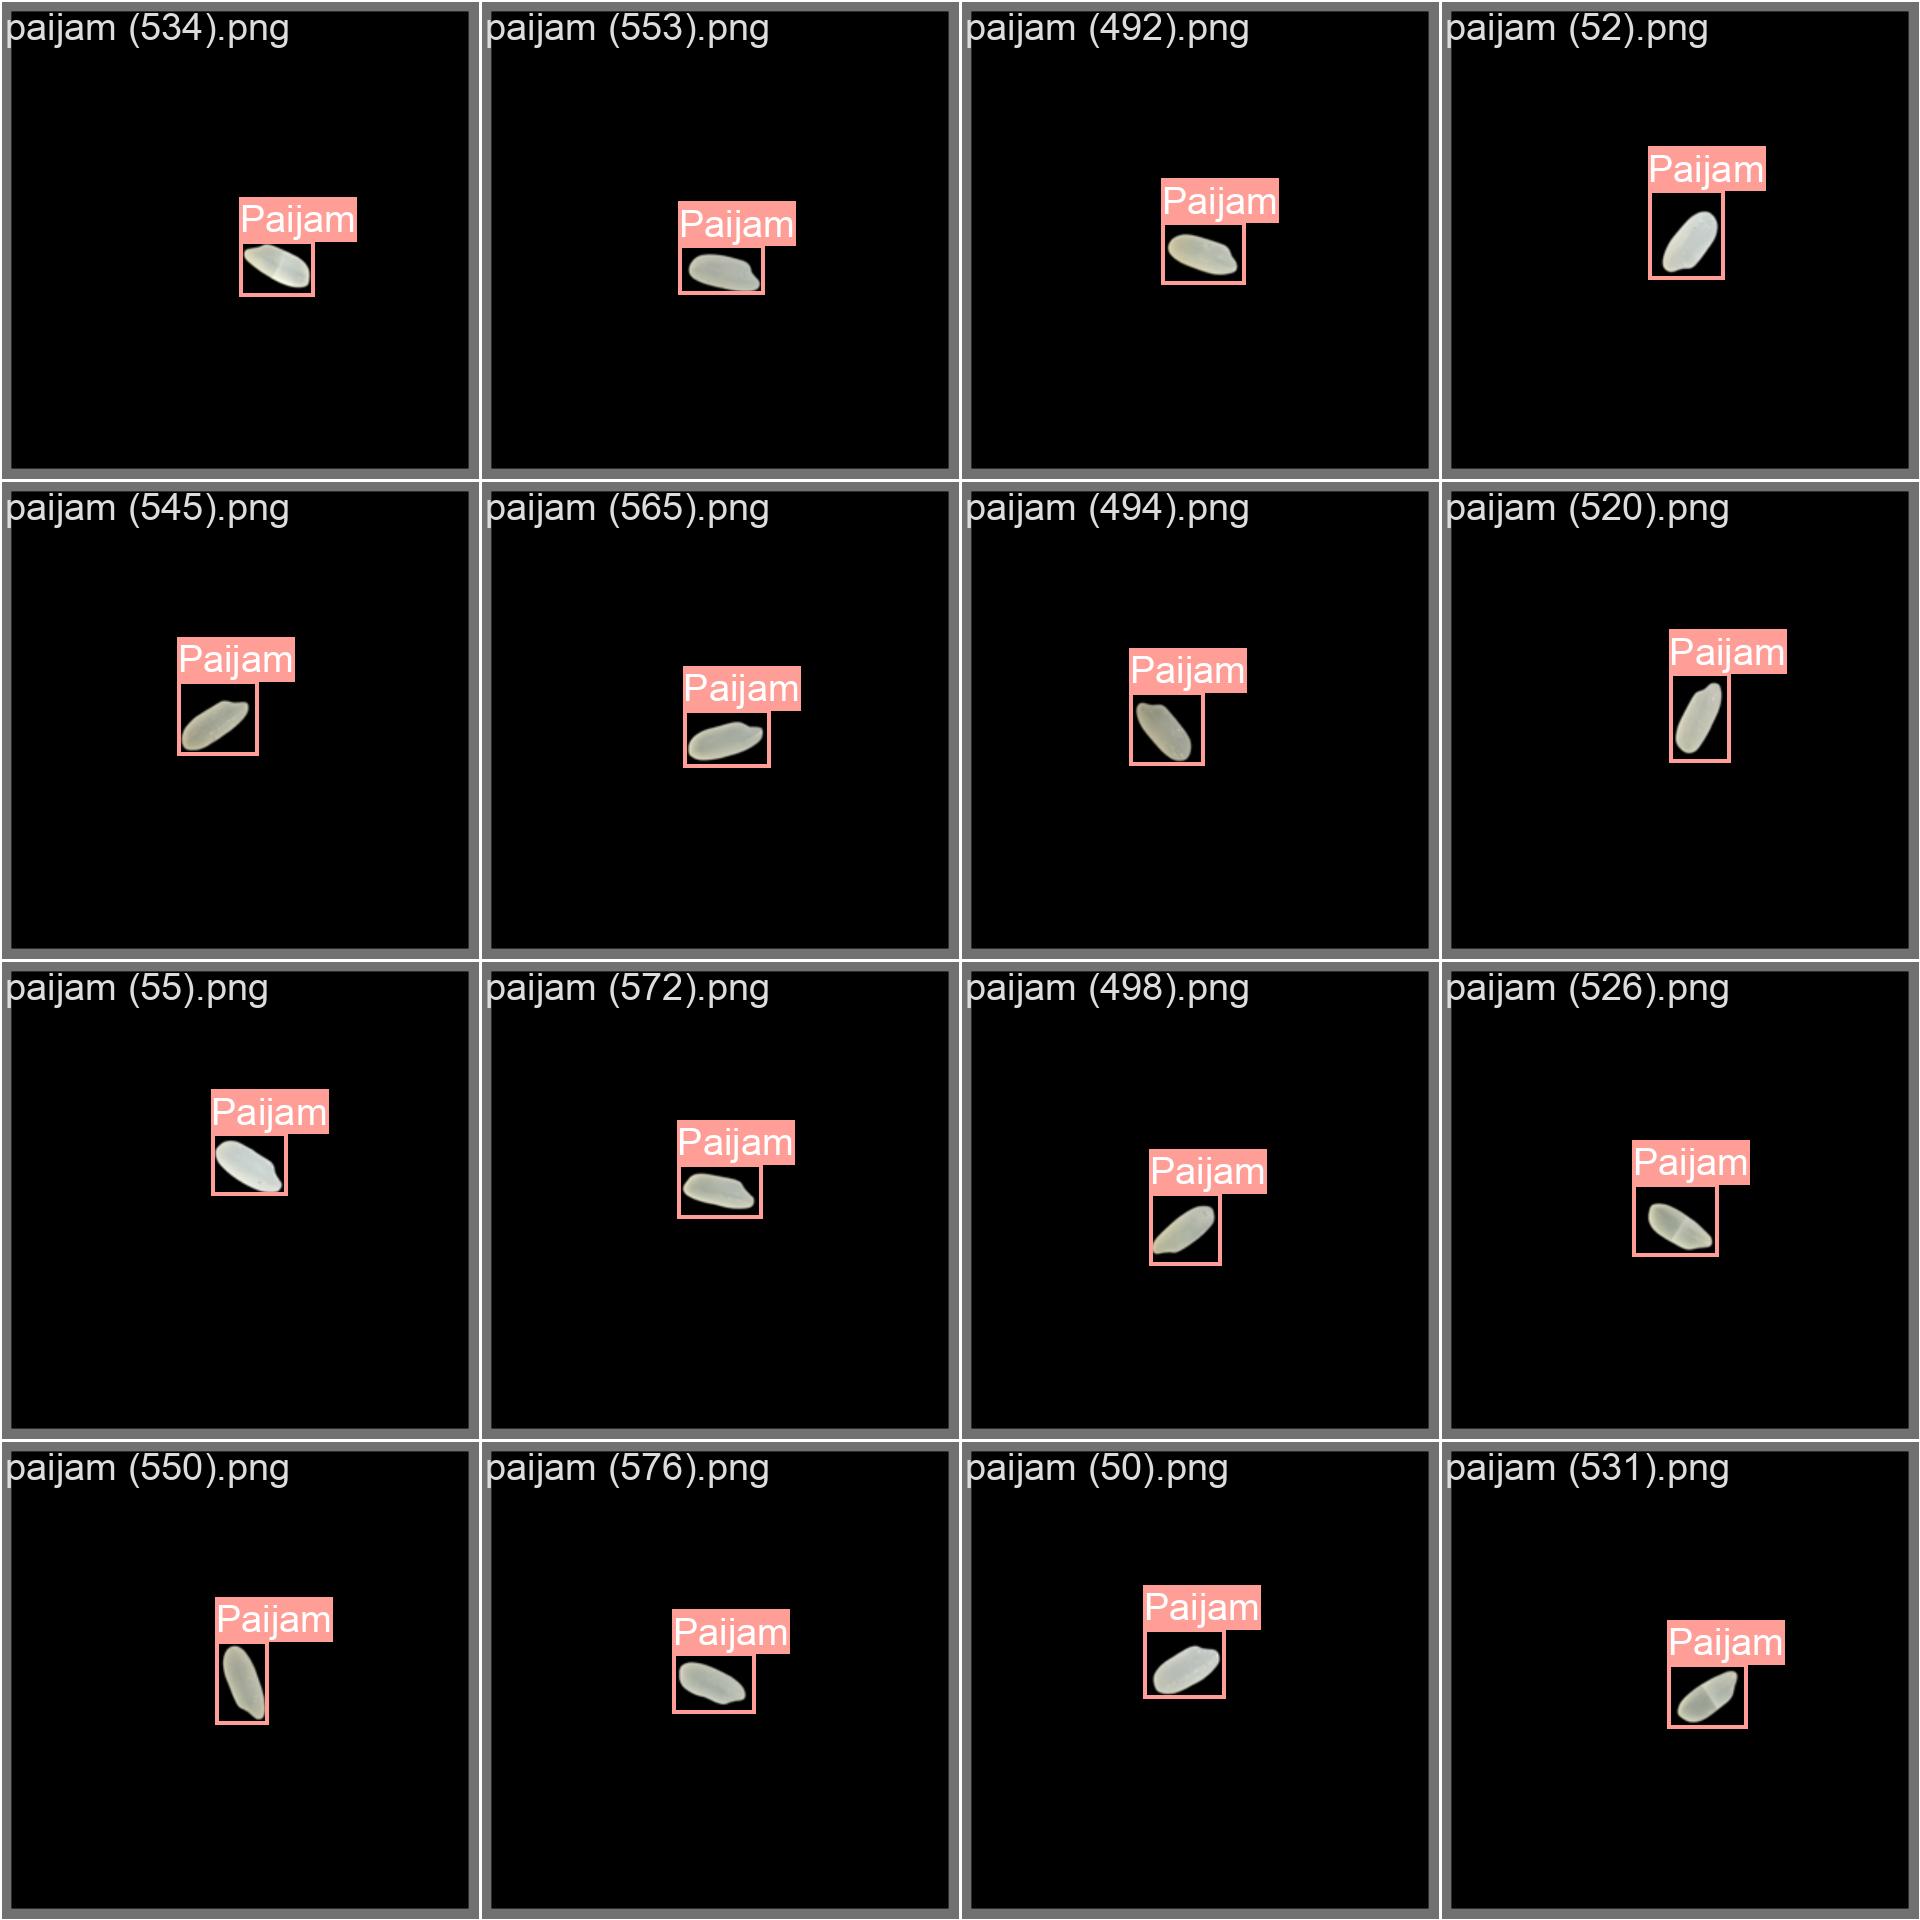 paijam (534).png
Paijam
paijam (553).png
Paijam
paijam (492).png
Paijam
paijam (52).png
Paijam
paijam (545).png
Paijam
paijam (565).png
Paijam
paijam (494).png
Paijam
paijam (520).png
Paijam
paijam (55).png
Paijam
paijam (572).png
Paijam
paijam (498).png
Paijam
paijam (526).png
Paijam
paijam (550).png
Paijam
paijam (576).png
Paijam
paijam (50).png
Paijam
paijam (531).png
Paijam